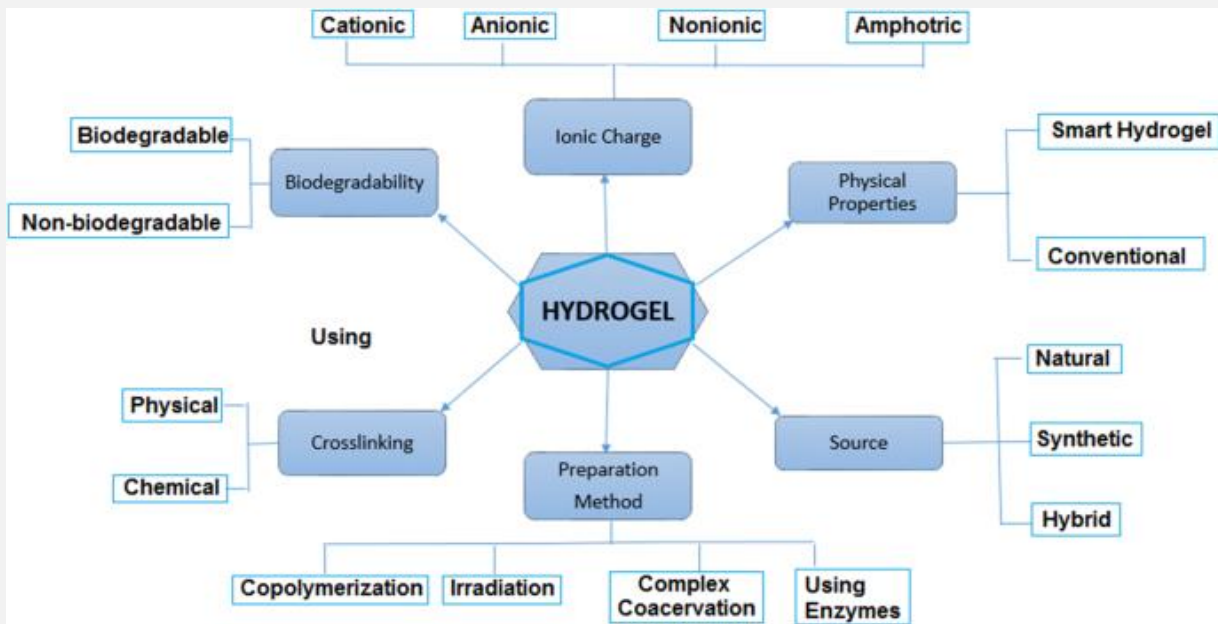 Cationic
Anionic
Nonionic
Amphotric
Ionic Charge
Biodegradable
Non-biodegradable
Biodegradability
Physical
Properties
Smart Hydrogel
Conventional
HYDROGEL
Using
Physical
Chemical
Crosslinking
Preparation
Method
Source
Natural
Synthetic
Hybrid
Copolymerization
Irradiation
Complex
Coacervation
Using
Enzymes